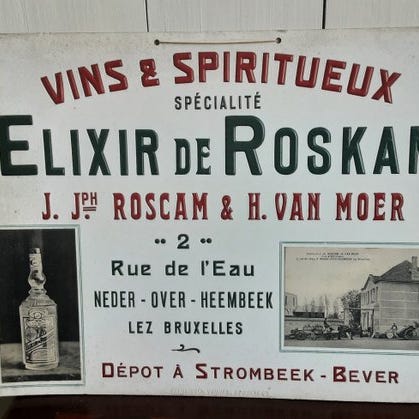 VINS & SPIRITUEUX
SPÉCIALITÉ
ELIXIR DE ROSKAM
J. JPH ROSCAM & H. VAN MOER
" 2 "
Rue de l'Eau
NEDER - OVER - HEEMBEEK
LEZ BRUXELLES
DÉPOT À STROMBEEK - BEVER